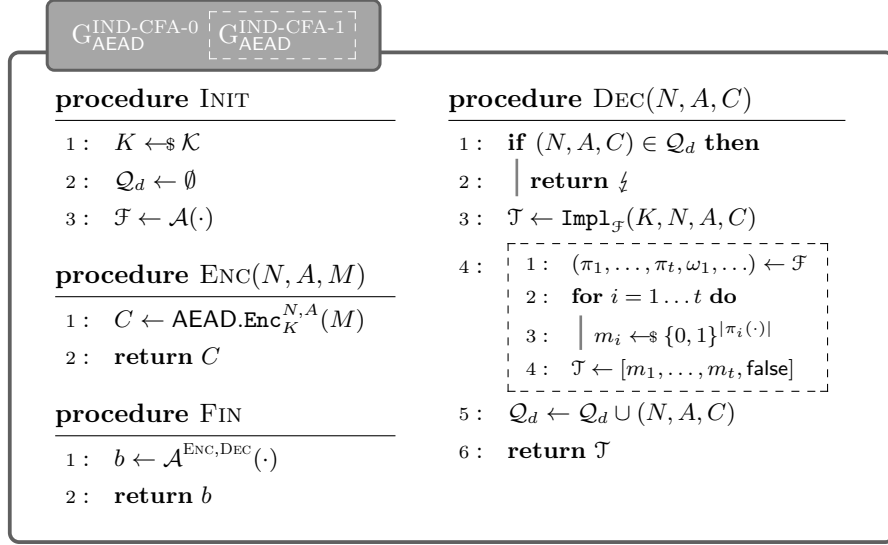 G_AEAD^IND-CFA-0 G_AEAD^IND-CFA-1
procedure INIT
1 : K ←$ 𝒦
2 : 𝒬_d ← ∅
3 : ℱ ← 𝒜(·)
procedure ENC(N, A, M)
1 : C ← AEAD.Enc_K^{N,A}(M)
2 : return C
procedure FIN
1 : b ← 𝒜^{ENC,DEC}(·)
2 : return b
procedure DEC(N, A, C)
1 : if (N, A, C) ∈ 𝒬_d then
2 : return ↯
3 : 𝒯 ← Impl_ℱ(K, N, A, C)
4 :
1 : (π_1, . . . , π_t, ω_1, . . .) ← ℱ
2 : for i = 1 . . . t do
3 : m_i ←$ {0, 1}^{|π_i(·)|}
4 : 𝒯 ← [m_1, . . . , m_t, false]
5 : 𝒬_d ← 𝒬_d ∪ (N, A, C)
6 : return 𝒯